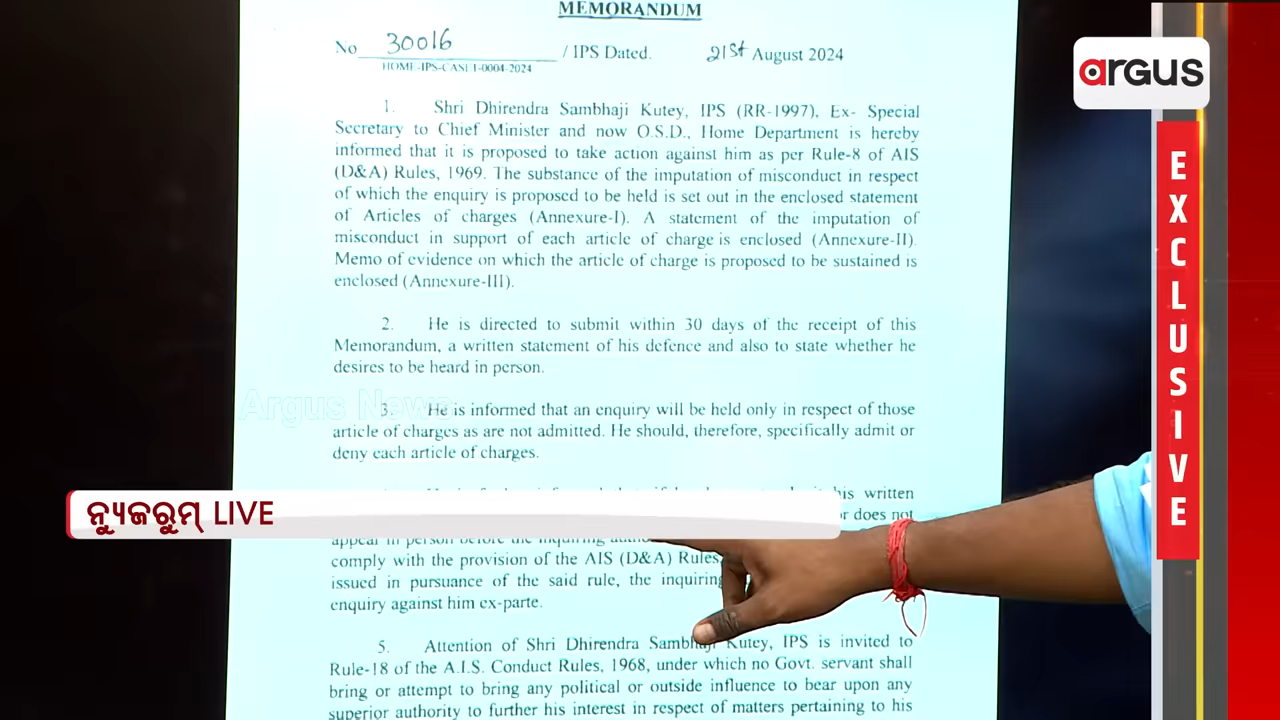 MEMORANDUM
No 30016 / IPS Dated. 21st August 2024
HOME-IPS-CASE1-0004-2024
1. Shri Dhirendra Sambhaji Kutey, IPS (RR-1997), Ex- Special
Secretary to Chief Minister and now O.S.D., Home Department is hereby
informed that it is proposed to take action against him as per Rule-8 of AIS
(D&A) Rules, 1969. The substance of the imputation of misconduct in respect
of which the enquiry is proposed to be held is set out in the enclosed statement
of Articles of charges (Annexure-I). A statement of the imputation of
misconduct in support of each article of charge is enclosed (Annexure-II).
Memo of evidence on which the article of charge is proposed to be sustained is
enclosed (Annexure-III).
2. He is directed to submit within 30 days of the receipt of this
Memorandum, a written statement of his defence and also to state whether he
desires to be heard in person.
3. He is informed that an enquiry will be held only in respect of those
article of charges as are not admitted. He should, therefore, specifically admit or
deny each article of charges.
his written
does not
appear in person before the inquiring
comply with the provision of the AIS (D&A) Rules
issued in pursuance of the said rule, the inquiring
enquiry against him ex-parte.
5. Attention of Shri Dhirendra Sambhaji Kutey, IPS is invited to
Rule-18 of the A.I.S. Conduct Rules, 1968, under which no Govt. servant shall
bring or attempt to bring any political or outside influence to bear upon any
superior authority to further his interest in respect of matters pertaining to his
Argus News
ନ୍ୟୁଜରୁମ୍ LIVE
argus
EXCLUSIVE